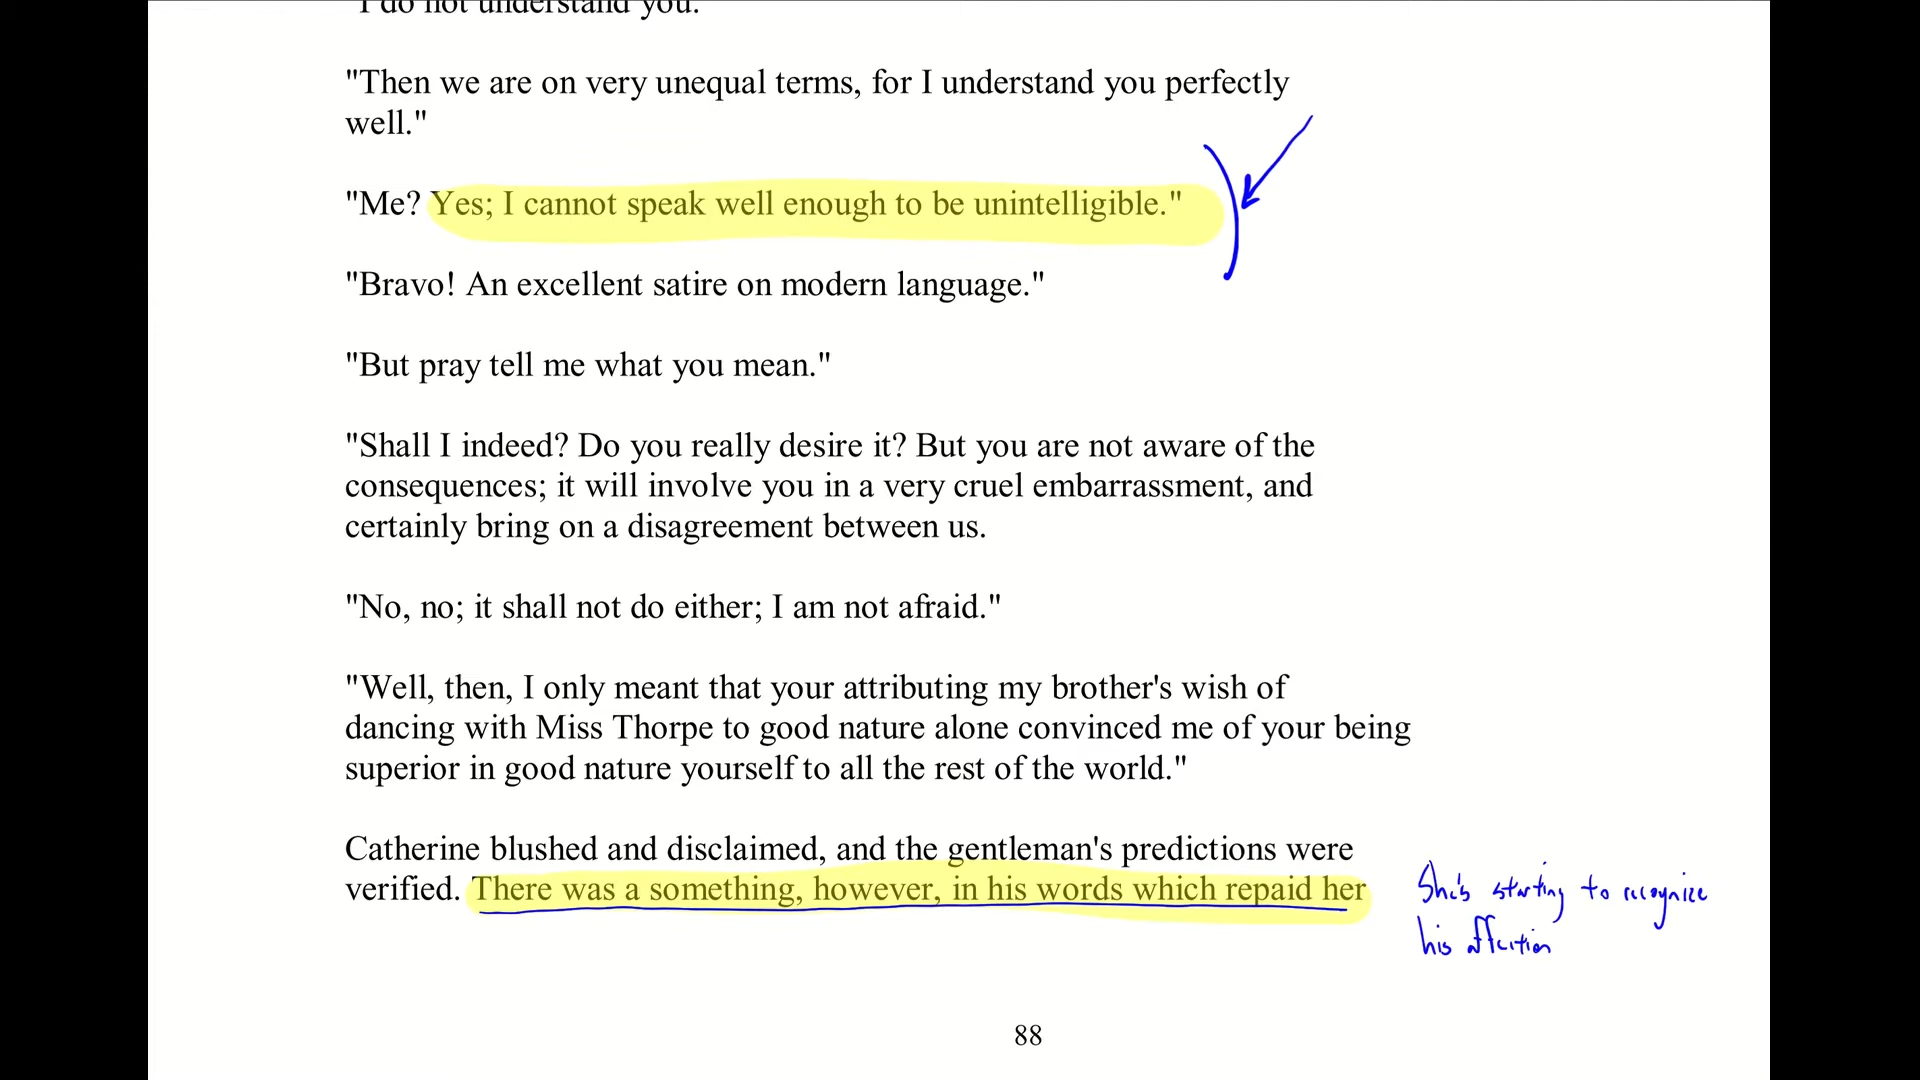 "I do not understand you."
"Then we are on very unequal terms, for I understand you perfectly
well."
"Me? Yes; I cannot speak well enough to be unintelligible."
"Bravo! An excellent satire on modern language."
"But pray tell me what you mean."
"Shall I indeed? Do you really desire it? But you are not aware of the
consequences; it will involve you in a very cruel embarrassment, and
certainly bring on a disagreement between us.
"No, no; it shall not do either; I am not afraid."
"Well, then, I only meant that your attributing my brother's wish of
dancing with Miss Thorpe to good nature alone convinced me of your being
superior in good nature yourself to all the rest of the world."
Catherine blushed and disclaimed, and the gentleman's predictions were
verified. There was a something, however, in his words which repaid her
She's starting to recognize
his affection
88